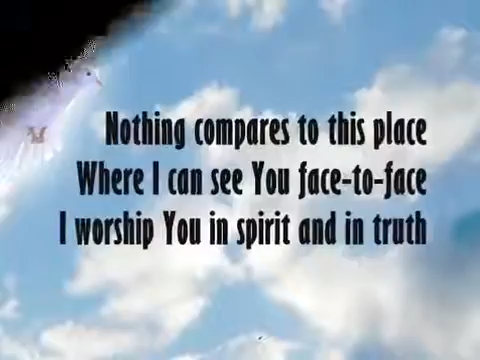 Nothing compares to this place
Where I can see You face-to-face
I worship You in spirit and in truth